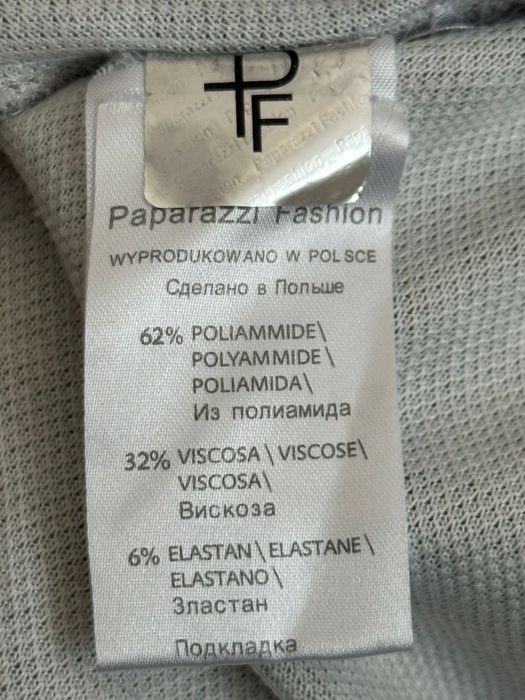 PF
Paparazzi Fashion
WYPRODUKOWANO W POLSCE
Сделано в Польше
62% POLIAMMIDE\
POLYAMMIDE\
POLIAMIDA\
Из полиамида
32% VISCOSA\VISCOSE\
VISCOSA\
Вискоза
6% ELASTAN\ELASTANE\
ELASTANO\
Зластан
Подкладка